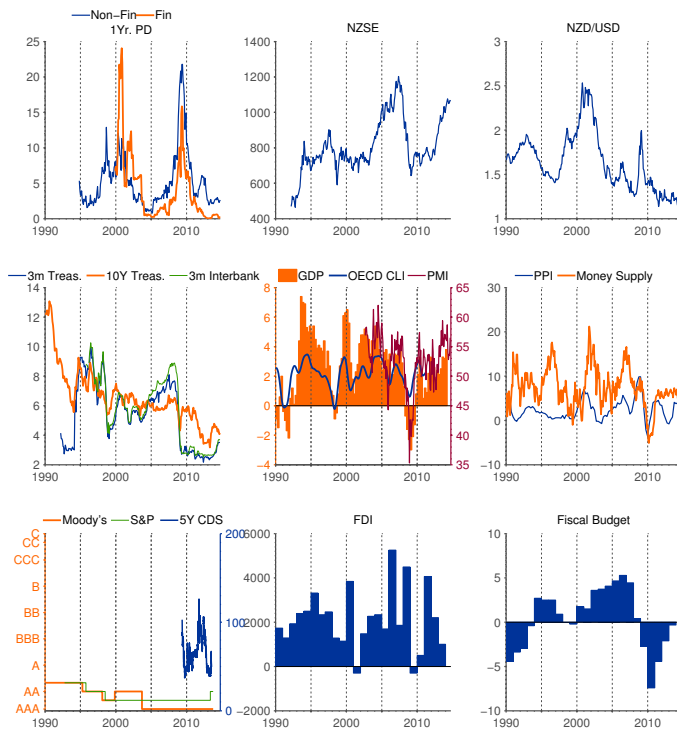 Non−Fin Fin
1Yr. PD
25
20
15
10
5
0
1990 2000 2010
NZSE
1400
1200
1000
800
600
400
1990 2000 2010
NZD/USD
3
2.5
2
1.5
1
1990 2000 2010
3m Treas. 10Y Treas. 3m Interbank
14
12
10
8
6
4
2
1990 2000 2010
GDP OECD CLI PMI
8
6
4
2
0
−2
−4
65
60
55
50
45
40
35
1990 2000 2010
PPI Money Supply
30
20
10
0
−10
1990 2000 2010
Moody's S&P 5Y CDS
C
CC
CCC
B
BB
BBB
A
AA
AAA
200
100
0
1990 2000 2010
FDI
6000
4000
2000
0
−2000
1990 2000 2010
Fiscal Budget
10
5
0
−5
−10
1990 2000 2010